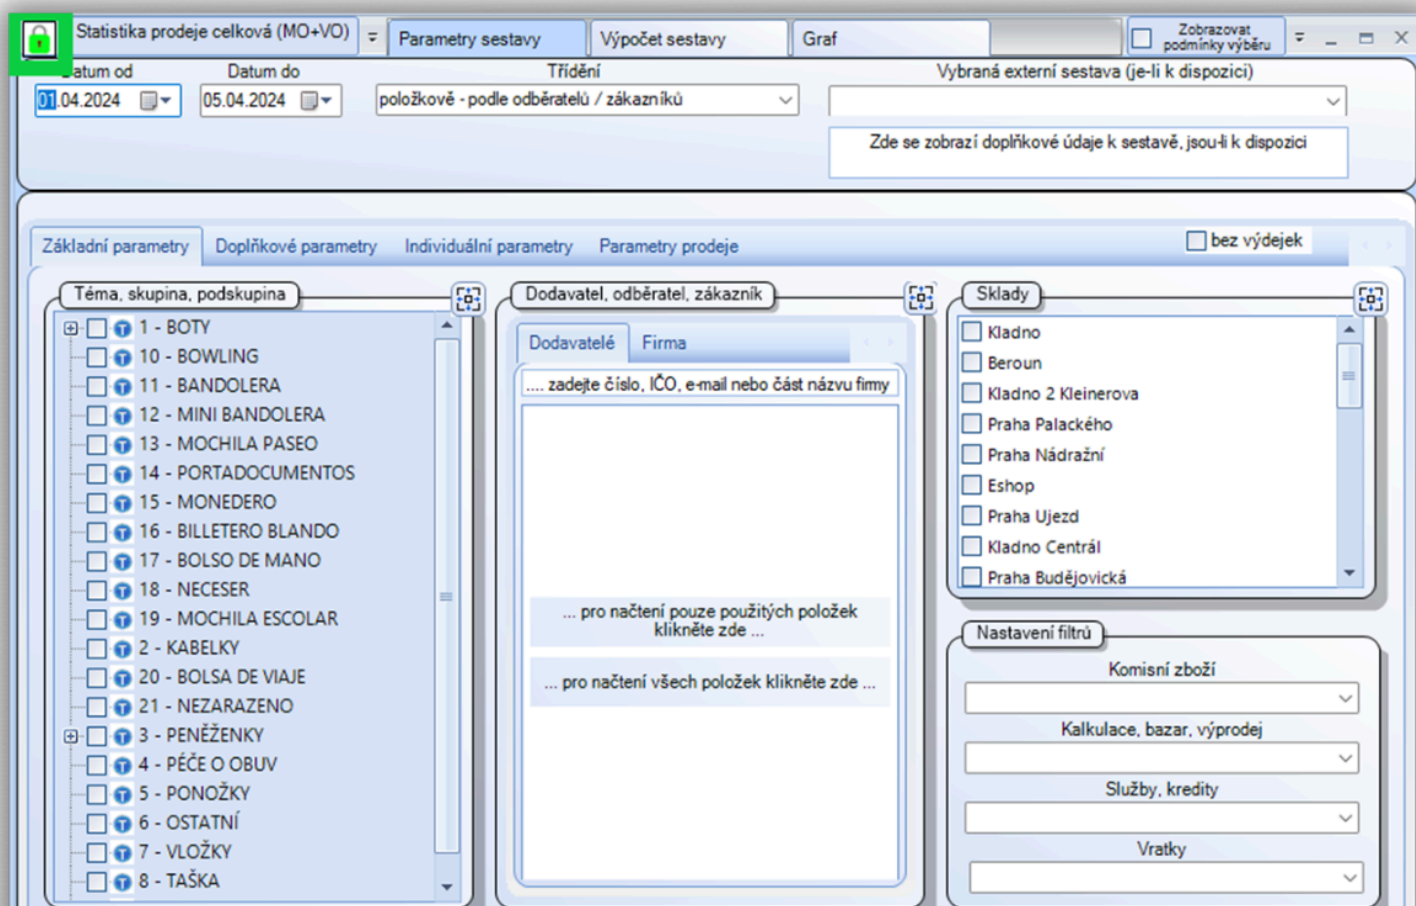 Statistika prodeje celková (MO+VO)
Parametry sestavy
Výpočet sestavy
Graf
Zobrazovat
podmínky výběru
Datum od
Datum do
Třídění
Vybraná externí sestava (je-li k dispozici)
01.04.2024
05.04.2024
položkově - podle odběratelů / zákazníků
Zde se zobrazí doplňkové údaje k sestavě, jsou-li k dispozici
Základní parametry
Doplňkové parametry
Individuální parametry
Parametry prodeje
bez výdejek
Téma, skupina, podskupina
1 - BOTY
10 - BOWLING
11 - BANDOLERA
12 - MINI BANDOLERA
13 - MOCHILA PASEO
14 - PORTADOCUMENTOS
15 - MONEDERO
16 - BILLETERO BLANDO
17 - BOLSO DE MANO
18 - NECESER
19 - MOCHILA ESCOLAR
2 - KABELKY
20 - BOLSA DE VIAJE
21 - NEZARAZENO
3 - PENĚŽENKY
4 - PÉČE O OBUV
5 - PONOŽKY
6 - OSTATNÍ
7 - VLOŽKY
8 - TAŠKA
Dodavatel, odběratel, zákazník
Dodavatelé
Firma
.... zadejte číslo, IČO, e-mail nebo část názvu firmy
... pro načtení pouze použitých položek
klikněte zde ...
... pro načtení všech položek klikněte zde ...
Sklady
Kladno
Beroun
Kladno 2 Kleinerova
Praha Palackého
Praha Nádražní
Eshop
Praha Ujezd
Kladno Centrál
Praha Budějovická
Nastavení filtrů
Komisní zboží
Kalkulace, bazar, výprodej
Služby, kredity
Vratky